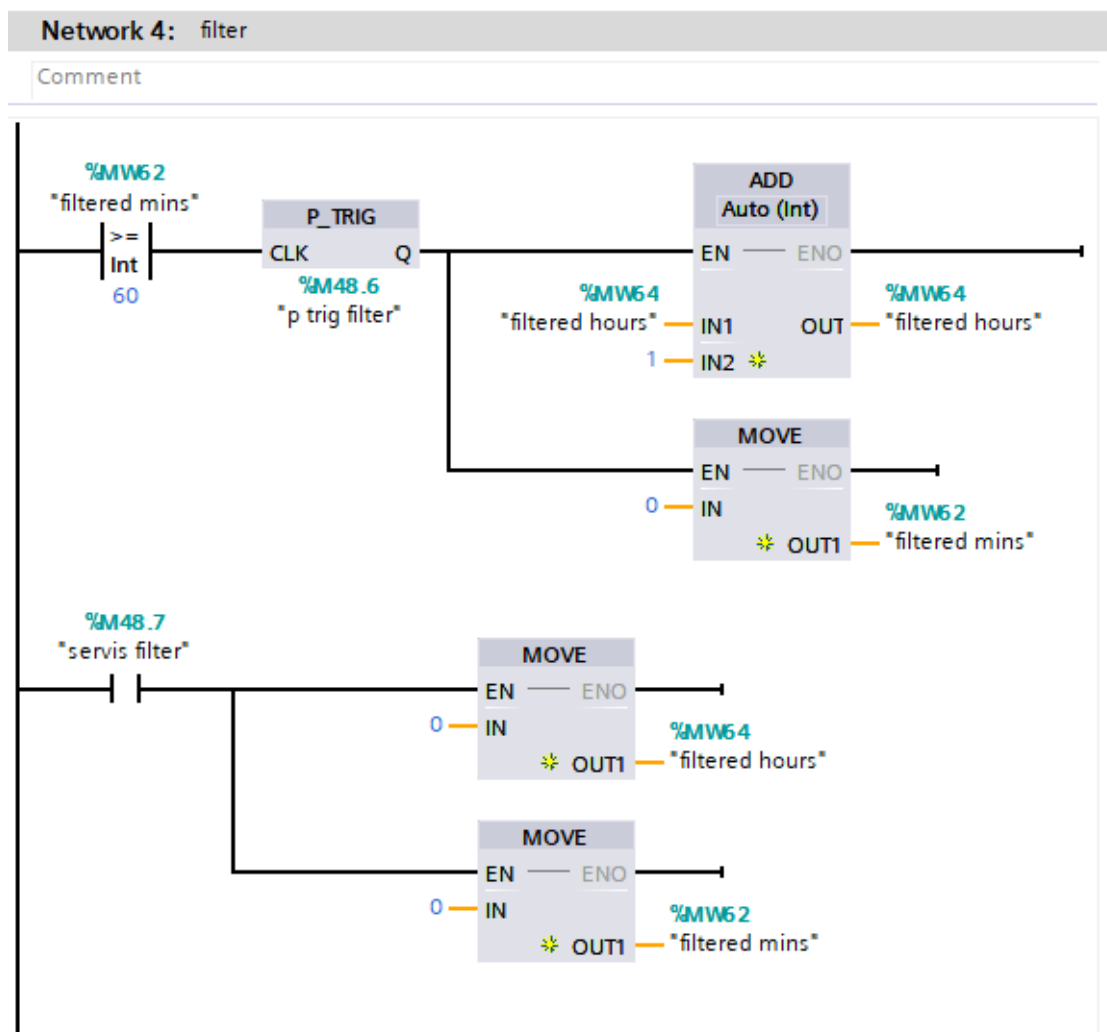 Network 4: filter
Comment
%MW62
"filtered mins"
>=
Int
60
P_TRIG
CLK Q
%M48.6
"p trig filter"
ADD
Auto (Int)
EN ENO
%MW64
"filtered hours"
IN1
1
IN2
OUT
%MW64
"filtered hours"
MOVE
EN ENO
0
IN
OUT1
%MW62
"filtered mins"
%M48.7
"servis filter"
MOVE
EN ENO
0
IN
OUT1
%MW64
"filtered hours"
MOVE
EN ENO
0
IN
OUT1
%MW62
"filtered mins"